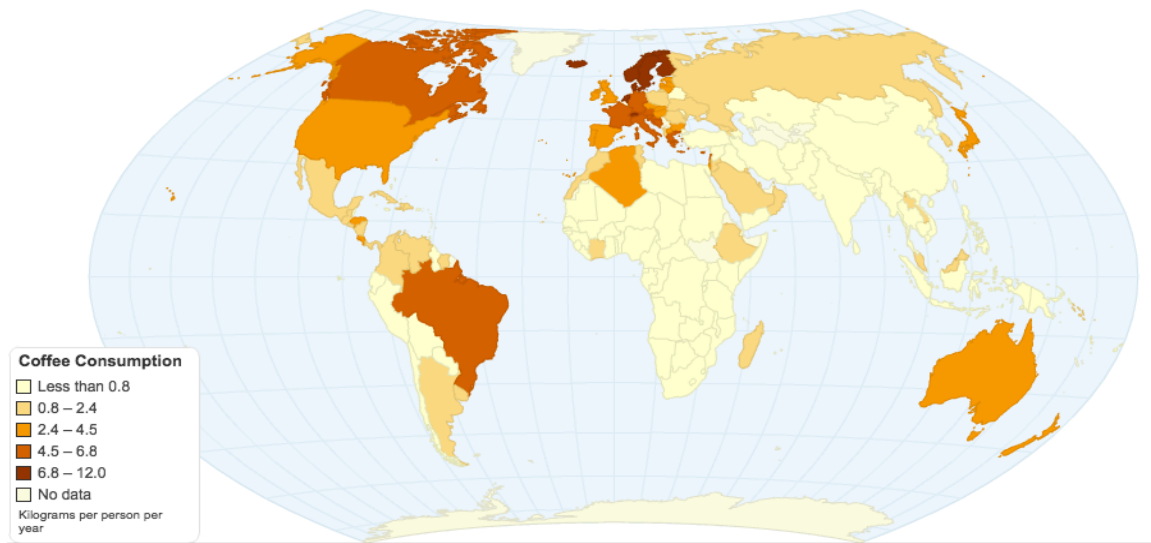 Coffee Consumption
Less than 0.8
0.8 – 2.4
2.4 – 4.5
4.5 – 6.8
6.8 – 12.0
No data
Kilograms per person per
year